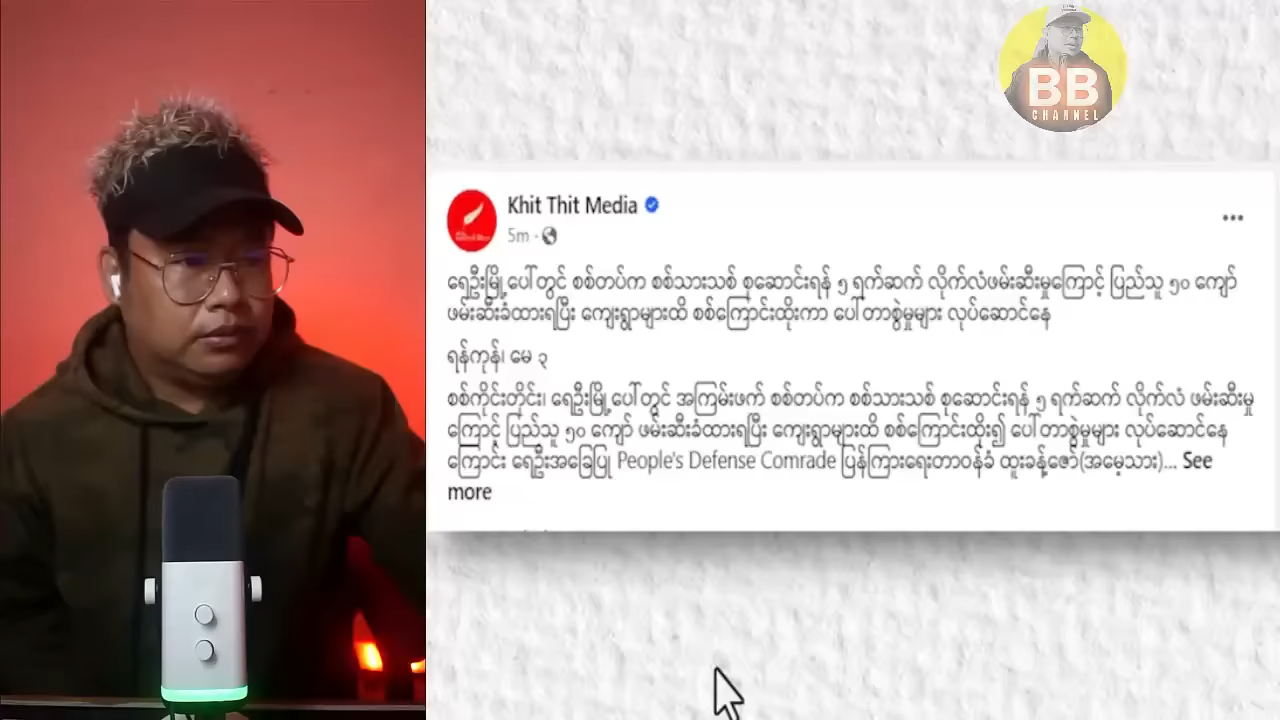 BB
CHANNEL
Khit Thit Media
5m
ရေဦးမြို့ပေါ်တွင် စစ်တပ်က စစ်သားသစ် စုဆောင်းရန် ၅ ရက်ဆက် လိုက်လံဖမ်းဆီးမှုကြောင့် ပြည်သူ ၅၀ ကျော်
ဖမ်းဆီးခံထားရပြီး ကျေးရွာများထိ စစ်ကြောင်းထိုးကာ ပေါ်တာစွဲမှုများ လုပ်ဆောင်နေ
ရန်ကုန်၊ မေ ၃
စစ်ကိုင်းတိုင်း၊ ရေဦးမြို့ပေါ်တွင် အကြမ်းဖက် စစ်တပ်က စစ်သားသစ် စုဆောင်းရန် ၅ ရက်ဆက် လိုက်လံ ဖမ်းဆီးမှု
ကြောင့် ပြည်သူ ၅၀ ကျော် ဖမ်းဆီးခံထားရပြီး ကျေးရွာများထိ စစ်ကြောင်းထိုး၍ ပေါ်တာစွဲမှုများ လုပ်ဆောင်နေ
ကြောင်း ရေဦးအခြေပြု People's Defense Comrade ပြန်ကြားရေးတာဝန်ခံ ထူးခန့်ဇော်(အမေ့သား)... See
more